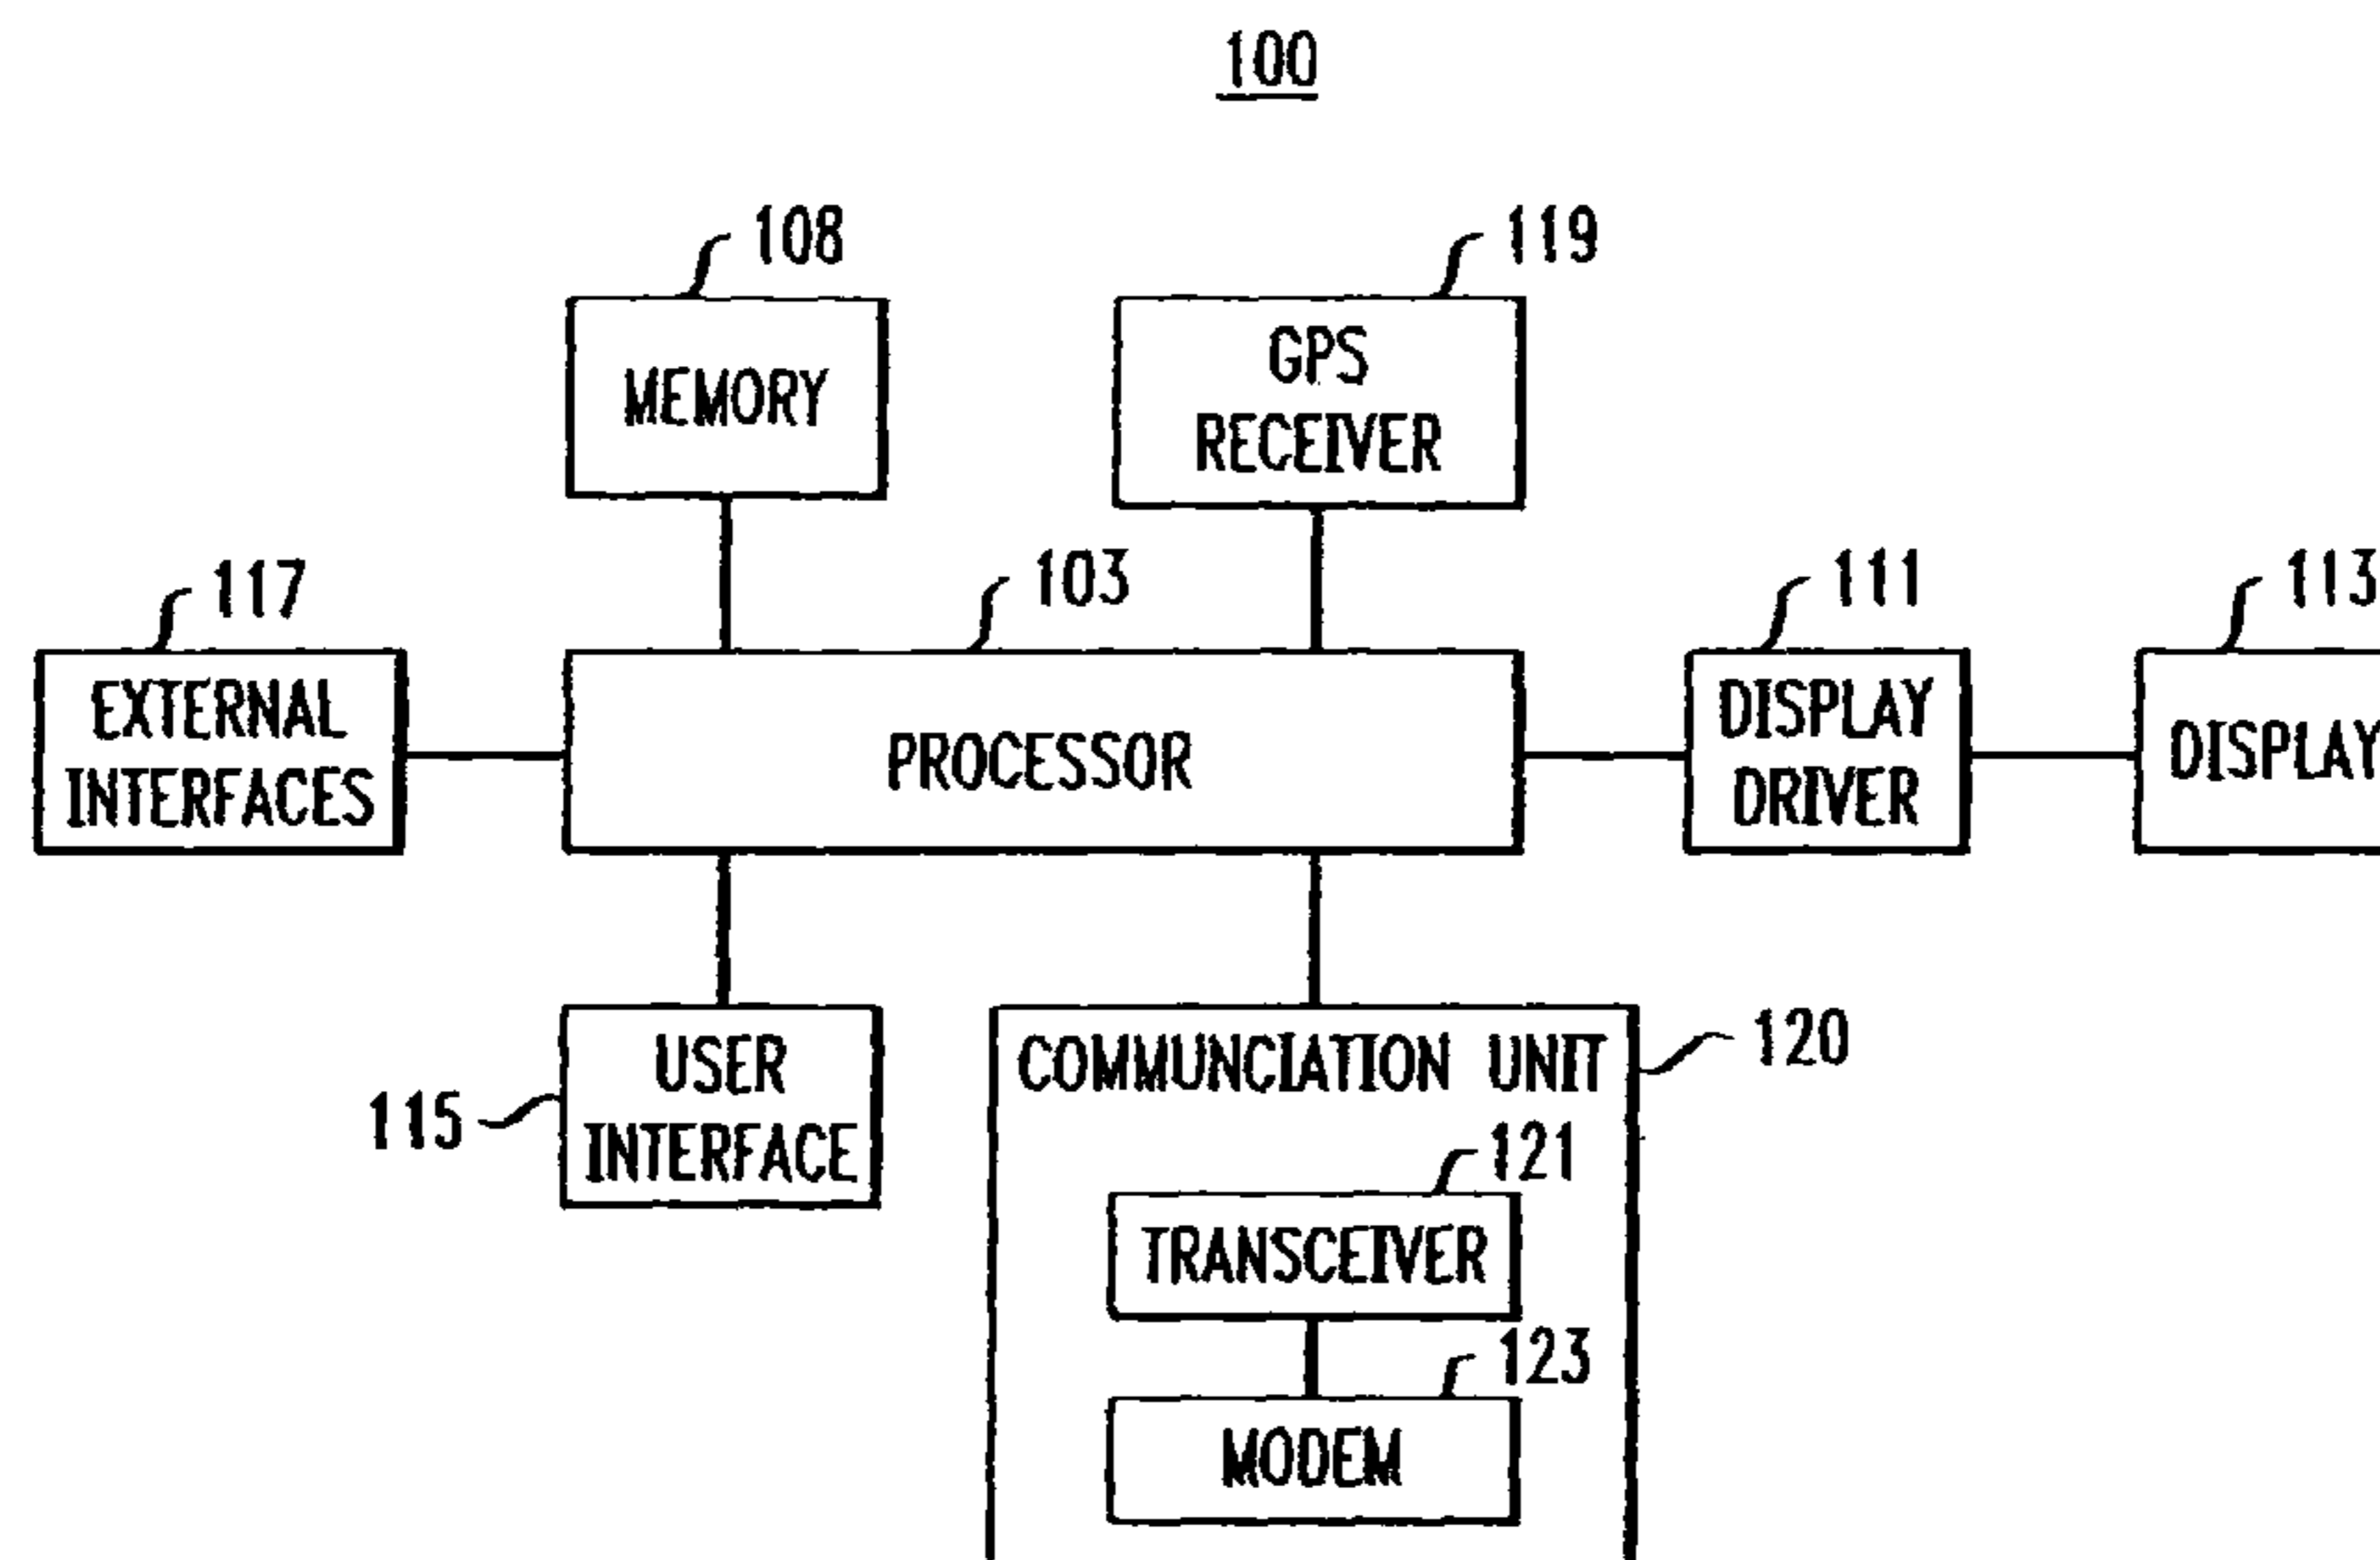 100
108
119
MEMORY
GPS
RECEIVER
117
103
111
113
EXTERNAL
INTERFACES
PROCESSOR
DISPLAY
DRIVER
DISPLAY
USER
INTERFACE
115
COMMUNCIATION UNIT
120
121
TRANSCEIVER
123
MODEM